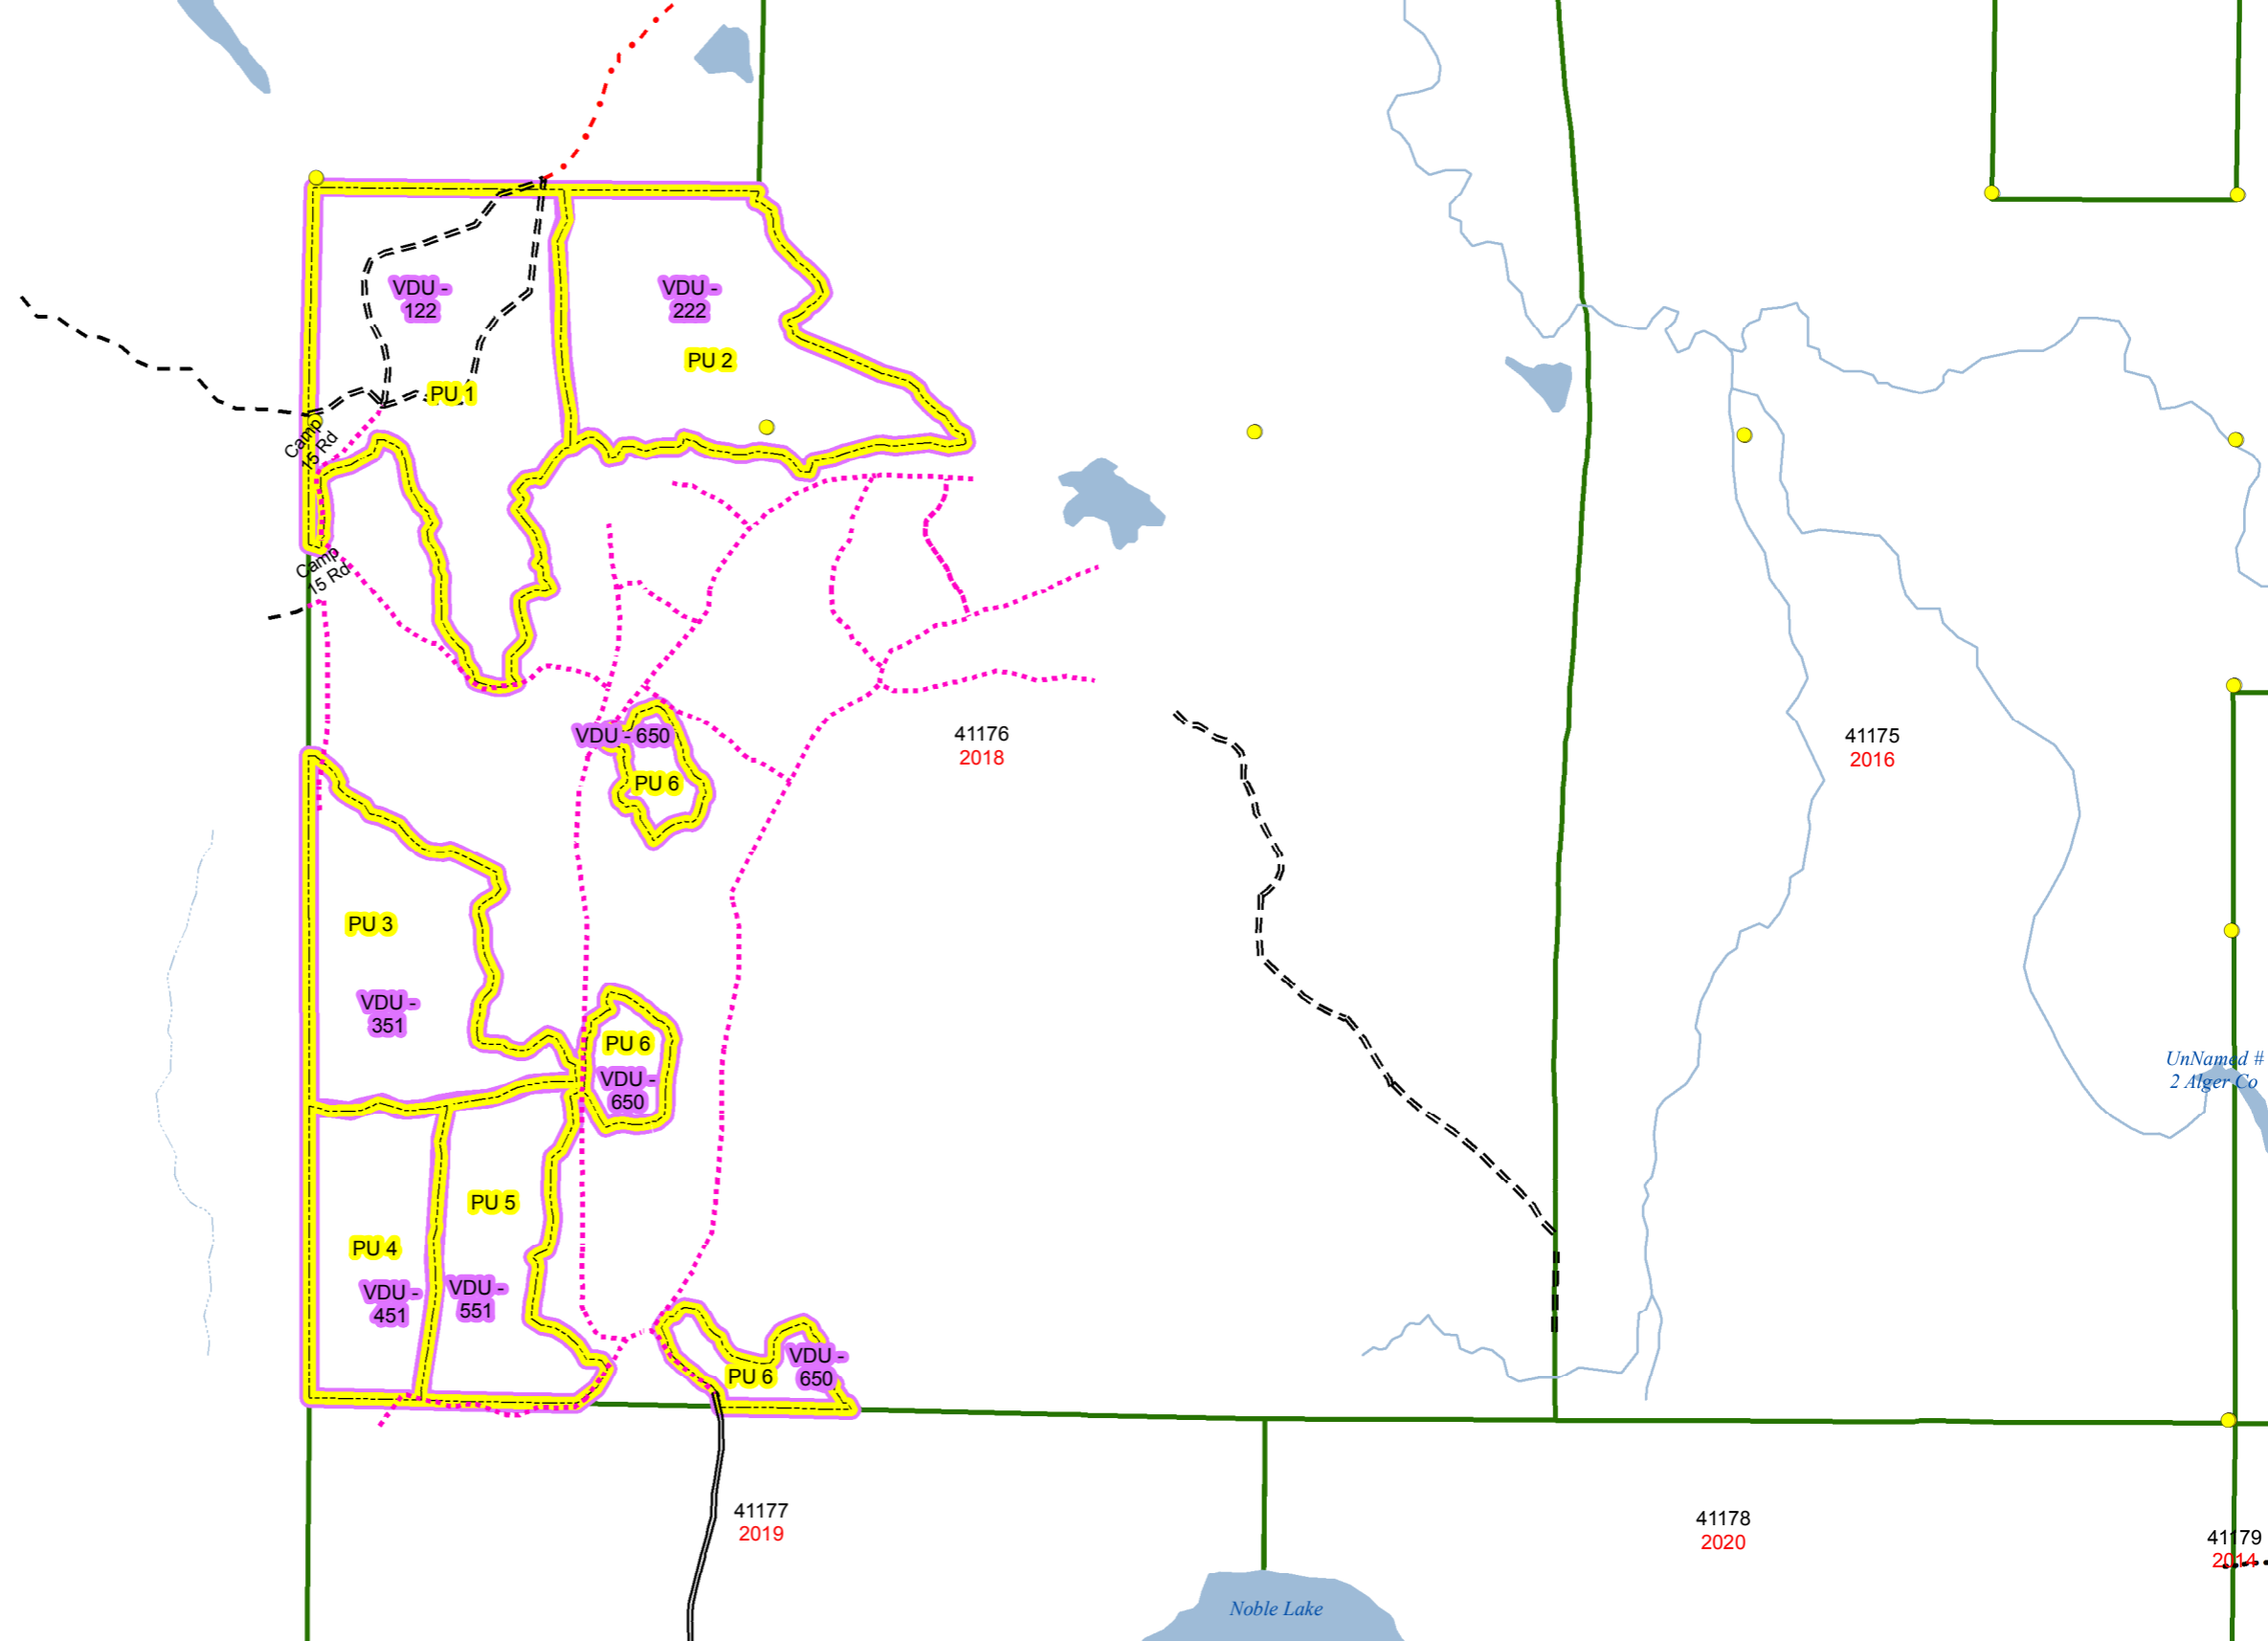 VDU -
122
VDU -
222
PU 2
PU 1
Camp
15 Rd
Camp
15 Rd
VDU - 650
PU 6
41176
2018
41175
2016
PU 3
VDU -
351
PU 6
VDU -
650
UnNamed #
2 Alger Co
PU 5
PU 4
VDU -
451
VDU -
551
VDU -
650
PU 6
41177
2019
41178
2020
41179
2014
Noble Lake